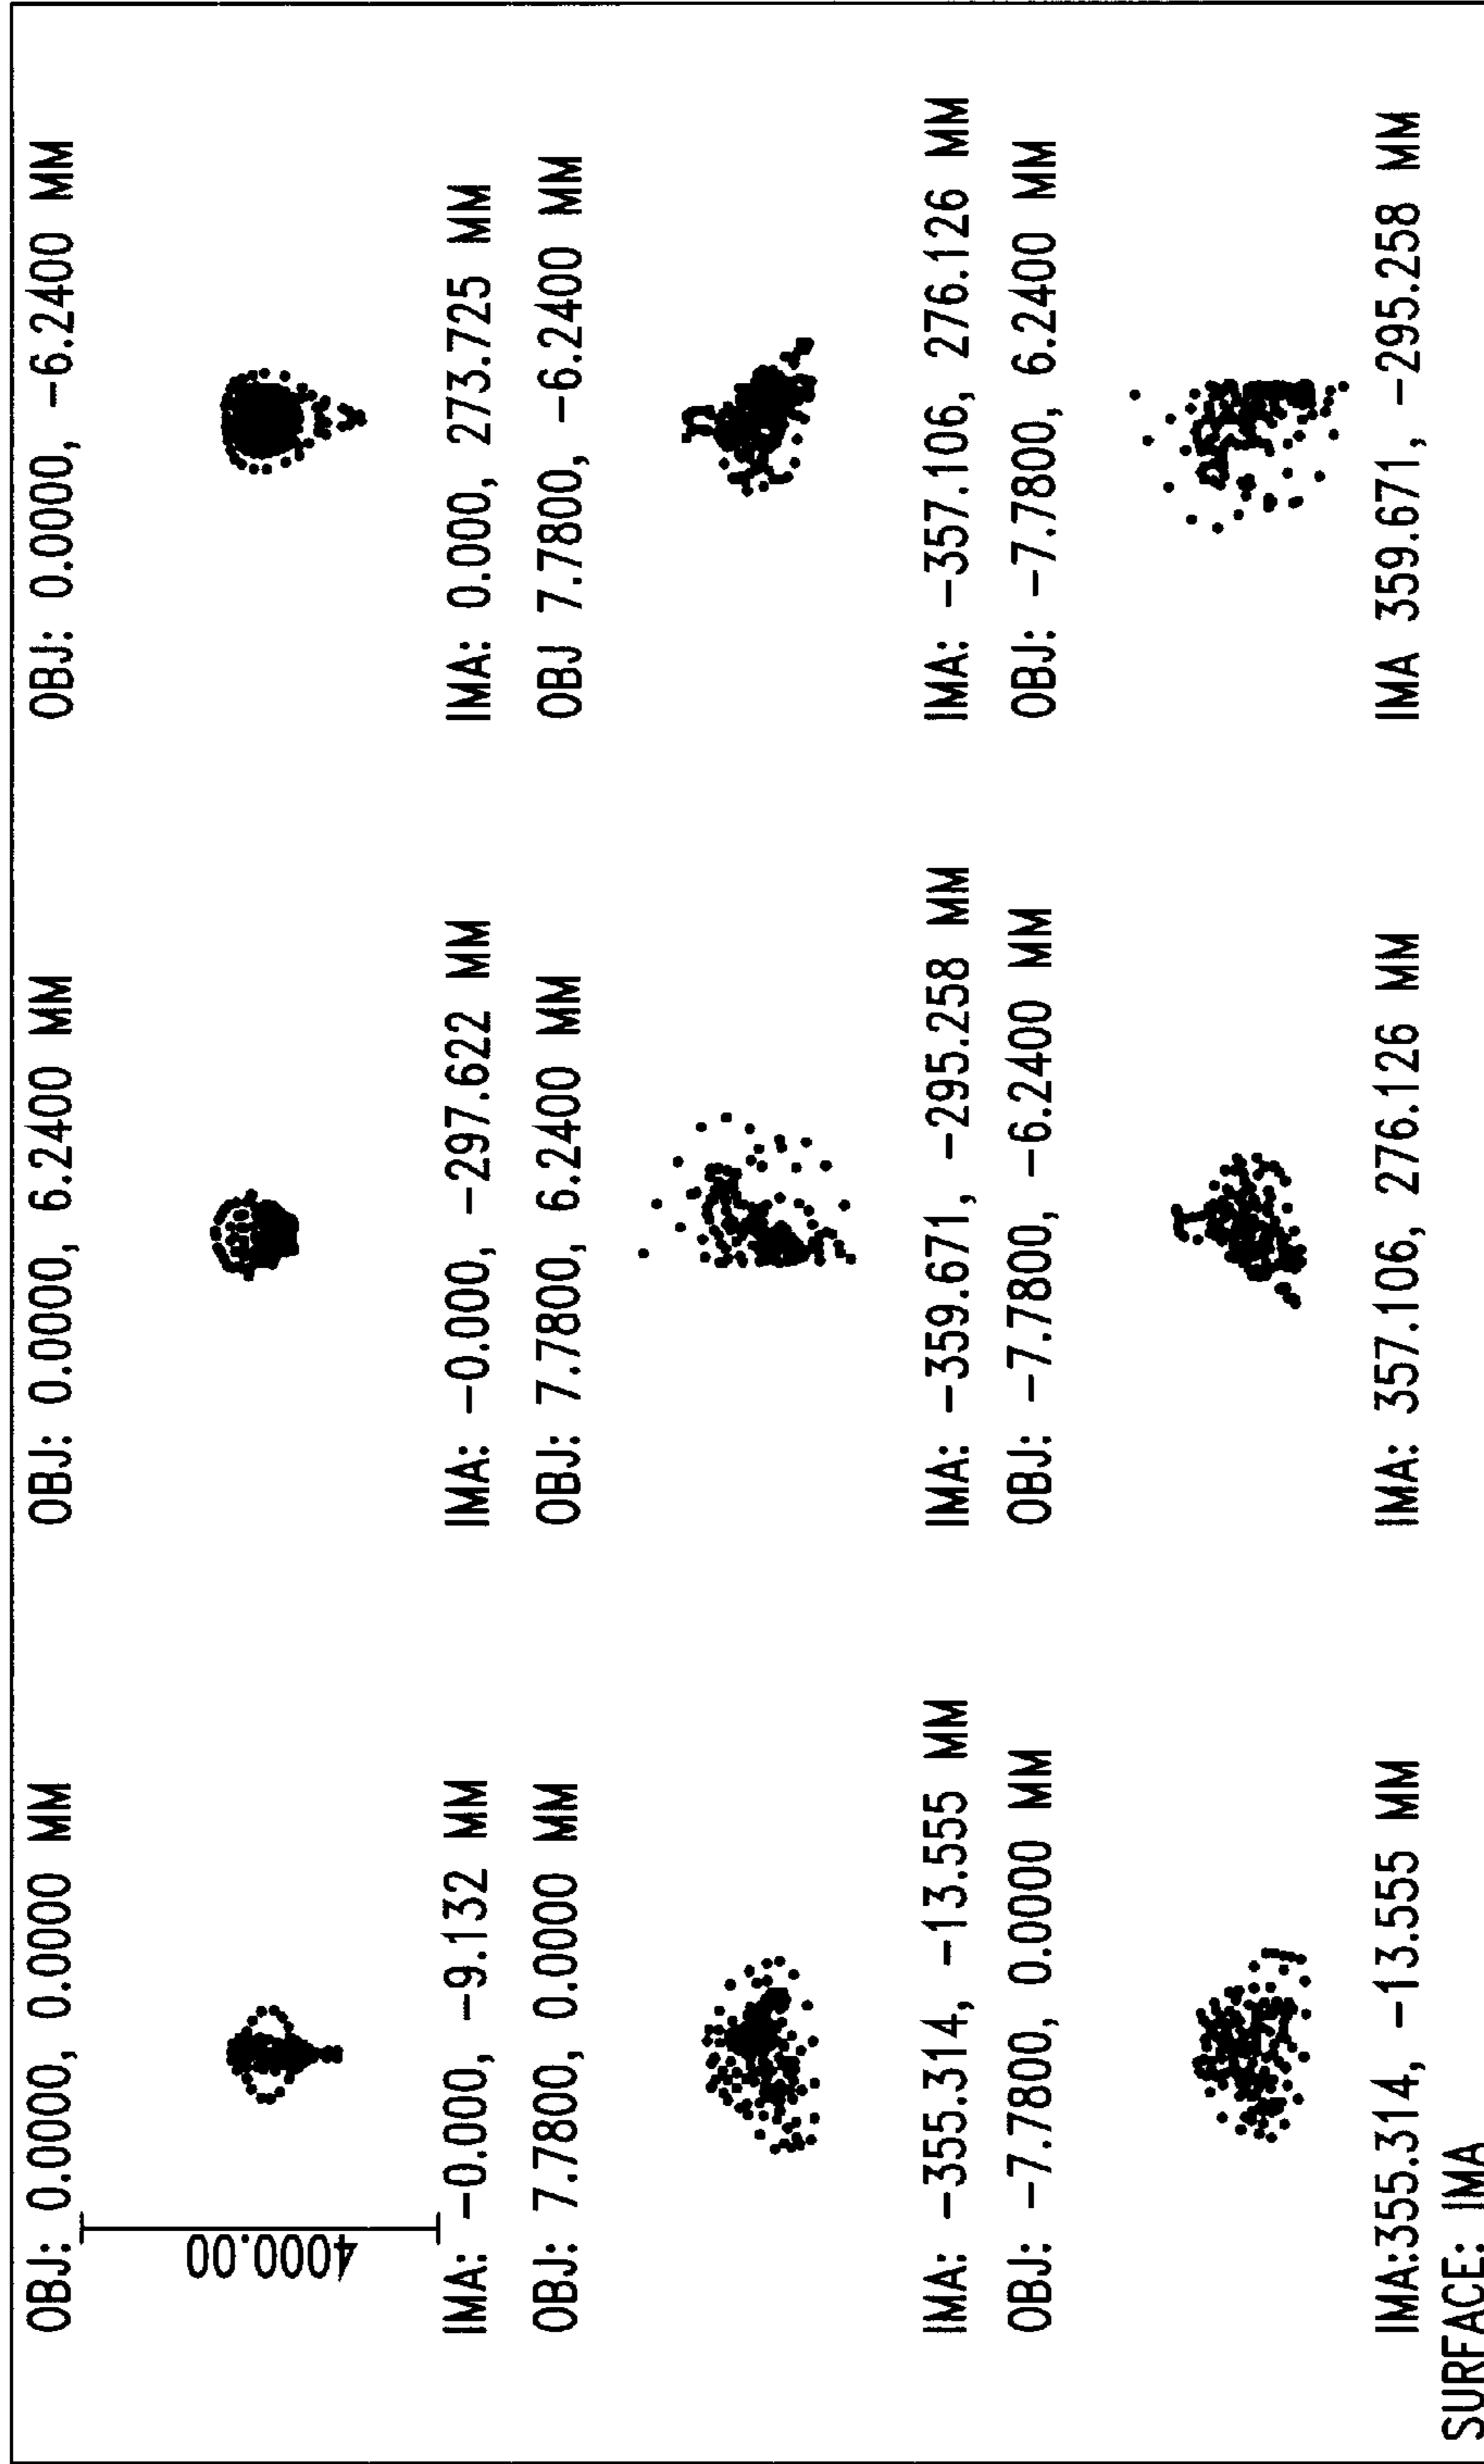 OBJ: 0.0000, 0.0000 MM
OBJ: 0.0000, 6.2400 MM
OBJ: 0.0000, -6.2400 MM
4000.00
IMA: -0.000, -9.132 MM
IMA: -0.000, -297.622 MM
IMA: 0.000, 273.725 MM
OBJ: 7.7800, 0.0000 MM
OBJ: 7.7800, 6.2400 MM
OBJ 7.7800, -6.2400 MM
IMA: -355.314, -13.555 MM
IMA: -359.671, -295.258 MM
IMA: -357.106, 276.126 MM
OBJ: -7.7800, 0.0000 MM
OBJ: -7.7800, -6.2400 MM
OBJ: -7.7800, 6.2400 MM
IMA:355.314, -13.555 MM
IMA: 357.106, 276.126 MM
IMA 359.671, -295.258 MM
SURFACE: IMA